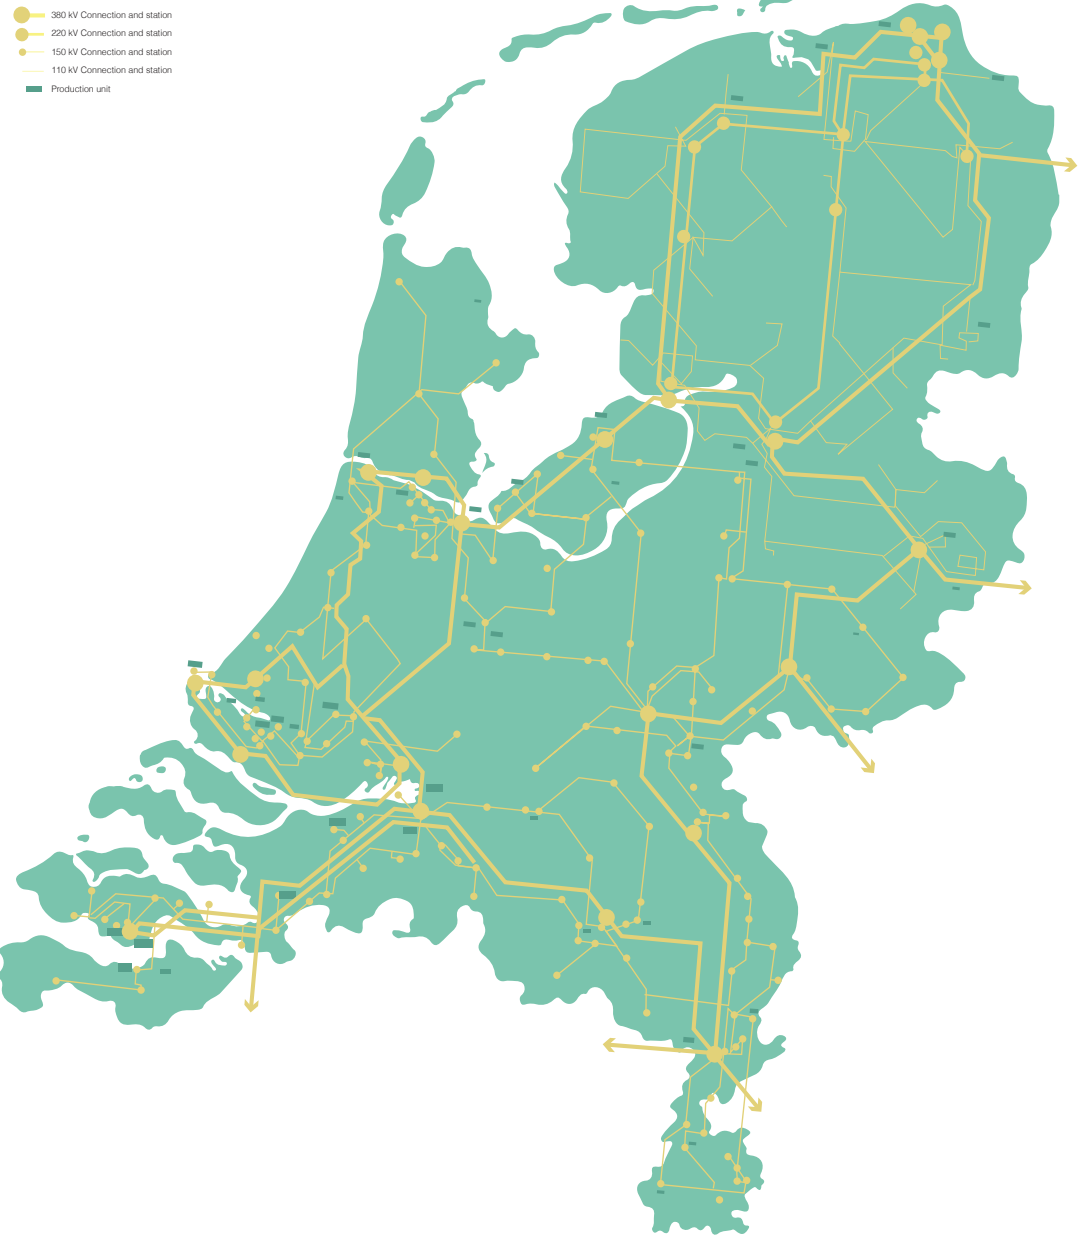 380 kV Connection and station
220 kV Connection and station
150 kV Connection and station
110 kV Connection and station
Production unit